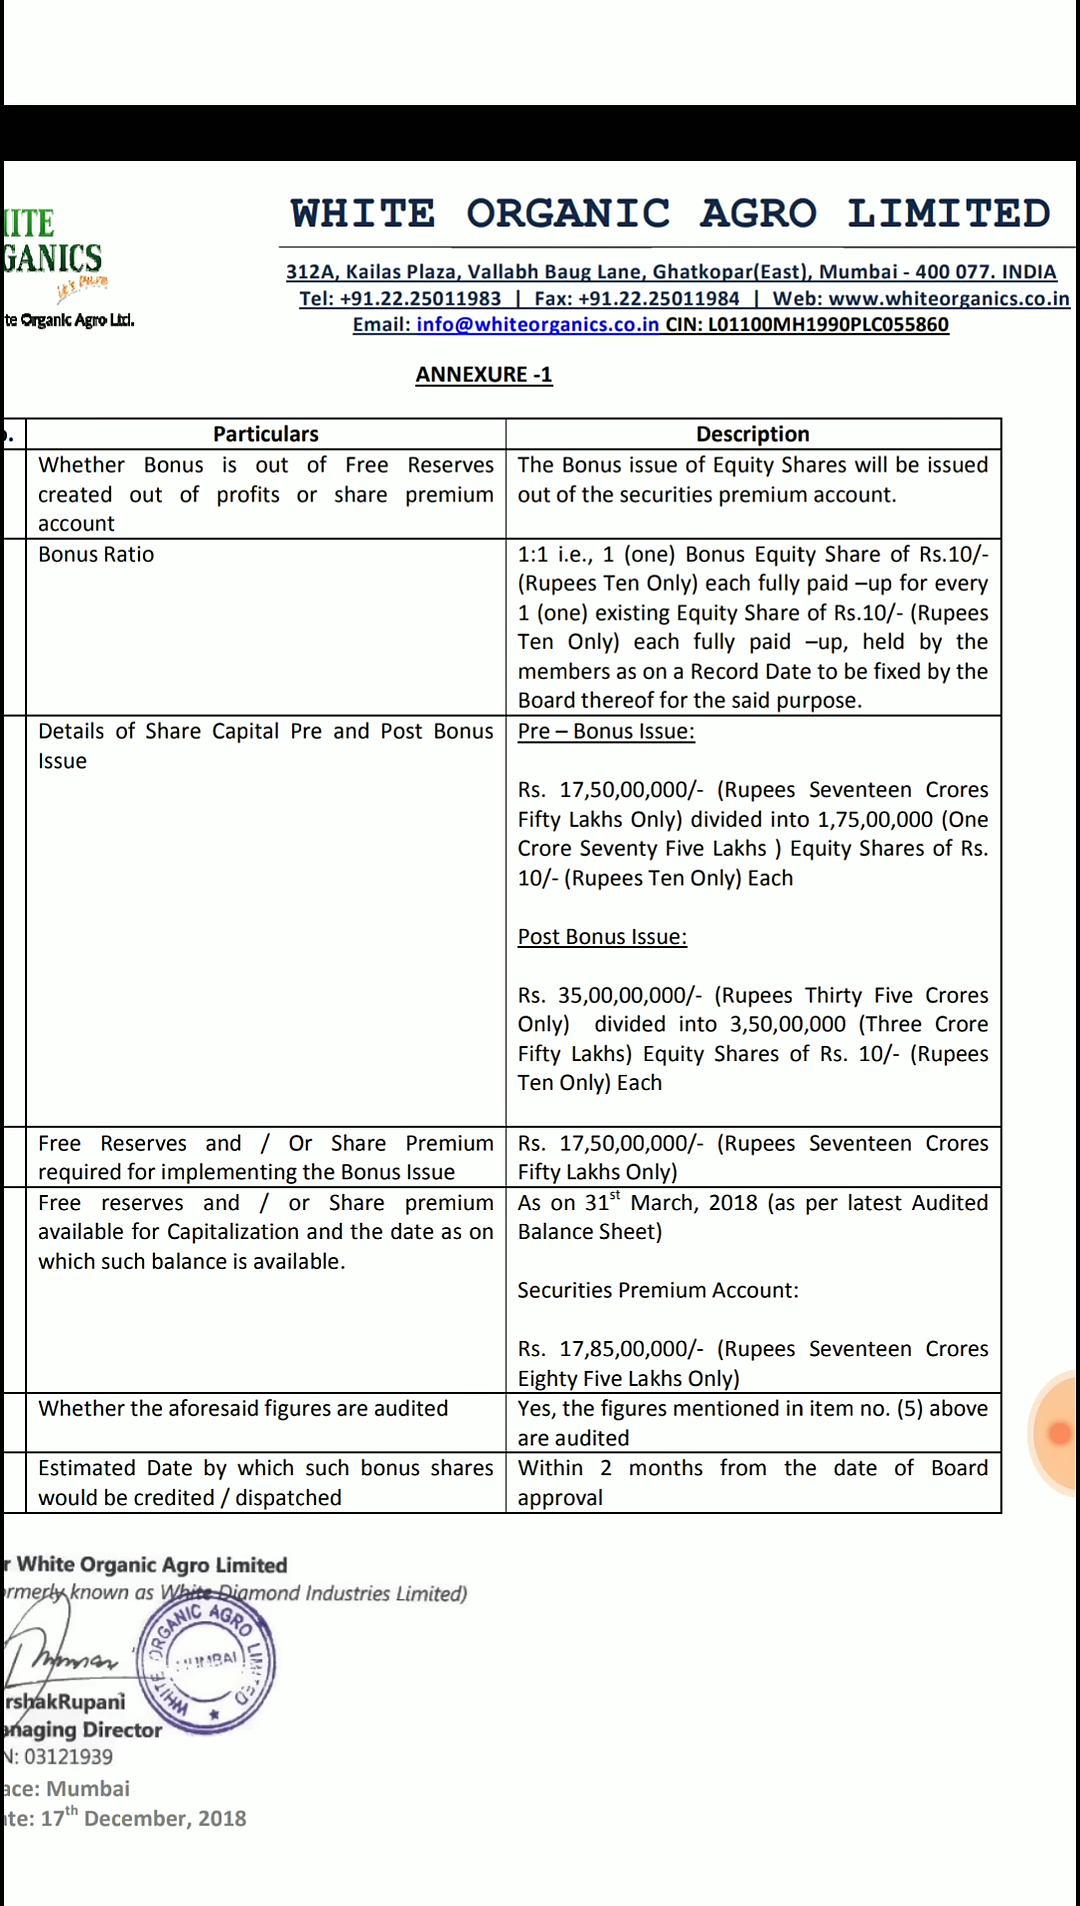 IITE
GANICS
it's Pure
te Organic Agro Ltd.
WHITE ORGANIC AGRO LIMITED
312A, Kailas Plaza, Vallabh Baug Lane, Ghatkopar(East), Mumbai - 400 077. INDIA
Tel: +91.22.25011983 | Fax: +91.22.25011984 | Web: www.whiteorganics.co.in
Email: info@whiteorganics.co.in CIN: L01100MH1990PLC055860
ANNEXURE -1
o. Particulars Description
Whether Bonus is out of Free Reserves
created out of profits or share premium
account
The Bonus issue of Equity Shares will be issued
out of the securities premium account.
Bonus Ratio
1:1 i.e., 1 (one) Bonus Equity Share of Rs.10/-
(Rupees Ten Only) each fully paid –up for every
1 (one) existing Equity Share of Rs.10/- (Rupees
Ten Only) each fully paid –up, held by the
members as on a Record Date to be fixed by the
Board thereof for the said purpose.
Details of Share Capital Pre and Post Bonus
Issue
Pre – Bonus Issue:
Rs. 17,50,00,000/- (Rupees Seventeen Crores
Fifty Lakhs Only) divided into 1,75,00,000 (One
Crore Seventy Five Lakhs ) Equity Shares of Rs.
10/- (Rupees Ten Only) Each
Post Bonus Issue:
Rs. 35,00,00,000/- (Rupees Thirty Five Crores
Only) divided into 3,50,00,000 (Three Crore
Fifty Lakhs) Equity Shares of Rs. 10/- (Rupees
Ten Only) Each
Free Reserves and / Or Share Premium
required for implementing the Bonus Issue
Rs. 17,50,00,000/- (Rupees Seventeen Crores
Fifty Lakhs Only)
Free reserves and / or Share premium
available for Capitalization and the date as on
which such balance is available.
As on 31st March, 2018 (as per latest Audited
Balance Sheet)
Securities Premium Account:
Rs. 17,85,00,000/- (Rupees Seventeen Crores
Eighty Five Lakhs Only)
Whether the aforesaid figures are audited
Yes, the figures mentioned in item no. (5) above
are audited
Estimated Date by which such bonus shares
would be credited / dispatched
Within 2 months from the date of Board
approval
r White Organic Agro Limited
ormerly known as White Diamond Industries Limited)
WHITE ORGANIC AGRO LIMITED
MUMBAI
rshakRupani
anaging Director
N: 03121939
ace: Mumbai
ate: 17th December, 2018